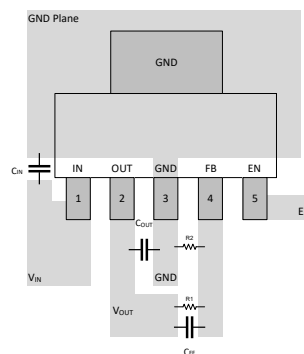 GND Plane
GND
CIN
IN OUT GND FB EN
1 2 3 4 5
E
COUT
R2
VIN
GND
R1
VOUT
CFF